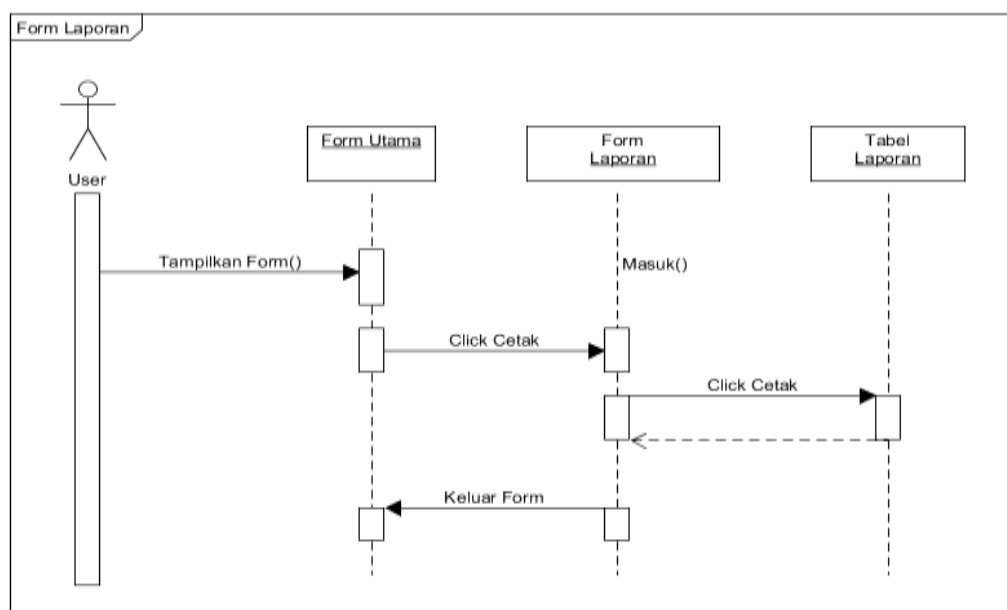 Form Laporan
User
Form Utama
Form
Laporan
Tabel
Laporan
Tampilkan Form()
Masuk()
Click Cetak
Click Cetak
Keluar Form